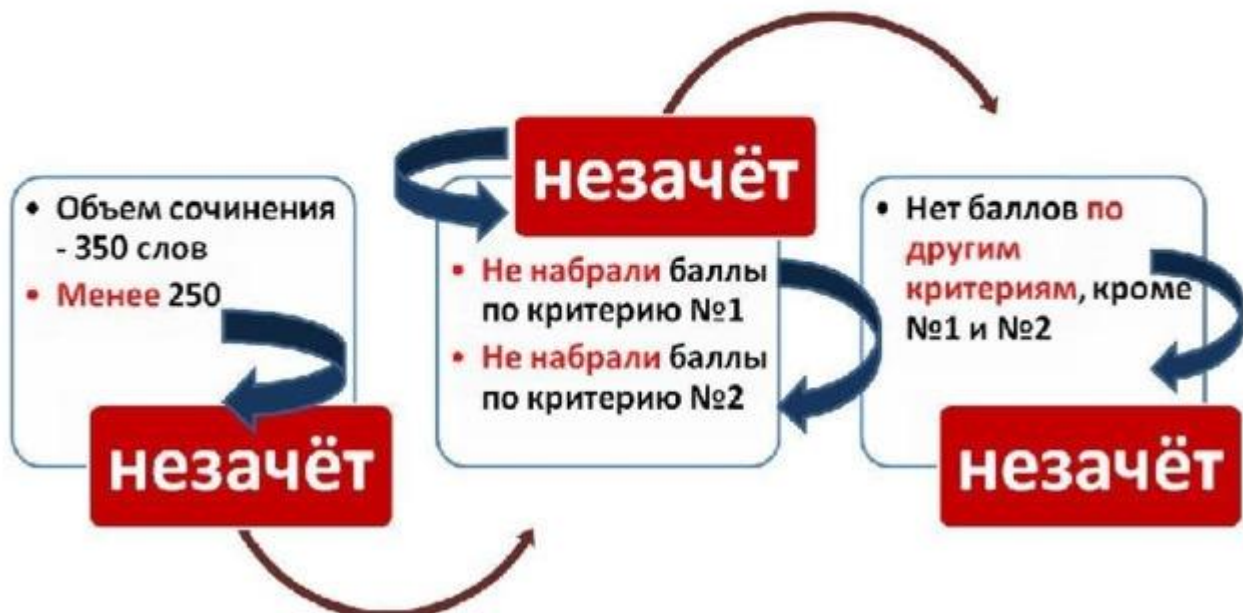 • Объем сочинения
- 350 слов
• Менее 250
незачёт
незачёт
• Не набрали баллы
по критерию №1
• Не набрали баллы
по критерию №2
• Нет баллов по
другим
критериям, кроме
№1 и №2
незачёт